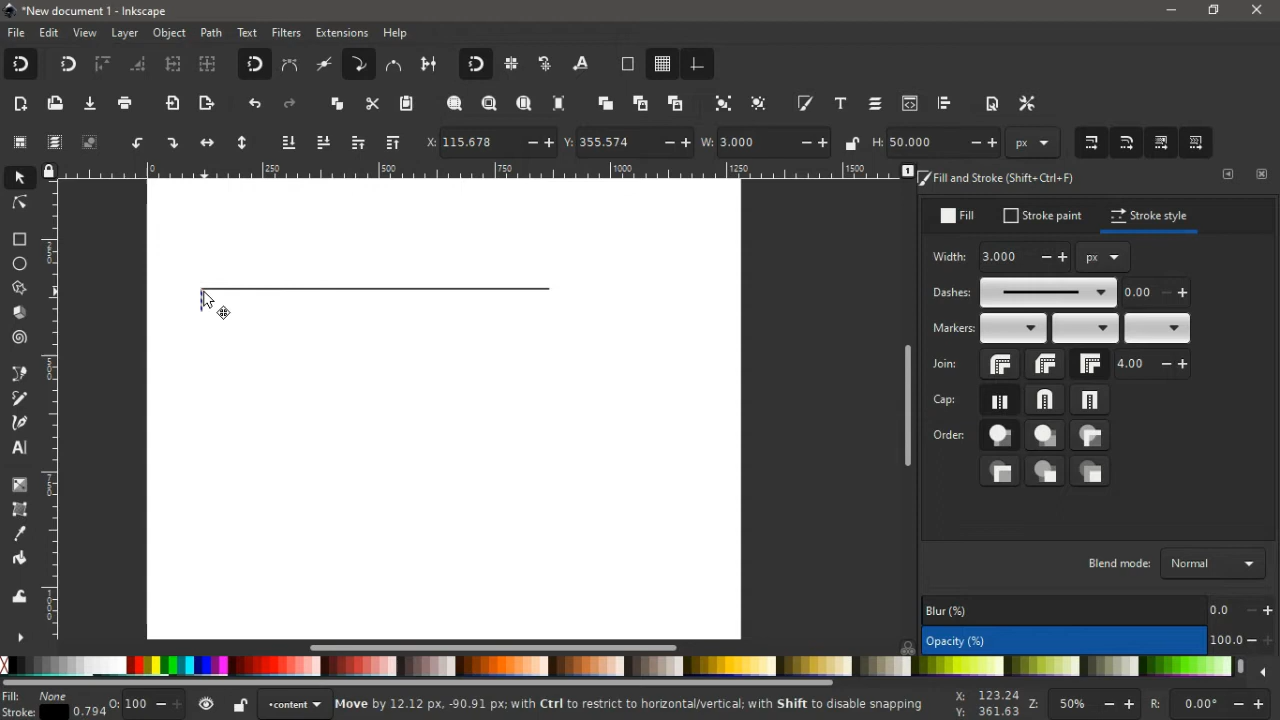 *New document 1 - Inkscape
File Edit View Layer Object Path Text Filters Extensions Help
X: 115.678 Y: 355.574 W: 3.000 H: 50.000 px
0 250 500 750 1000 1250 1500 1
Fill and Stroke (Shift+Ctrl+F)
Fill Stroke paint Stroke style
250
Width: 3.000 px
Dashes: 0.00
Markers:
500
Join: 4.00
Cap:
Order:
750
Blend mode: Normal
1000
Blur (%) 0.0
Opacity (%) 100.0
Fill: None
Stroke: 0.794 O: 100 •content Move by 12.12 px, -90.91 px; with Ctrl to restrict to horizontal/vertical; with Shift to disable snapping X: 123.24 Y: 361.63 Z: 50% R: 0.00°